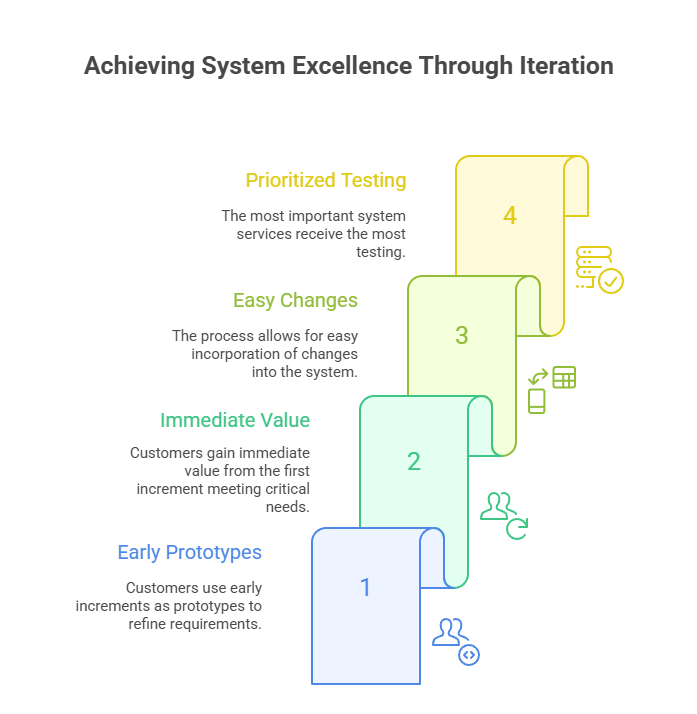 Achieving System Excellence Through Iteration
Prioritized Testing
4
The most important system
services receive the most
testing.
Easy Changes
3
The process allows for easy
incorporation of changes
into the system.
Immediate Value
2
Customers gain immediate
value from the first
increment meeting critical
needs.
Early Prototypes
1
Customers use early
increments as prototypes to
refine requirements.